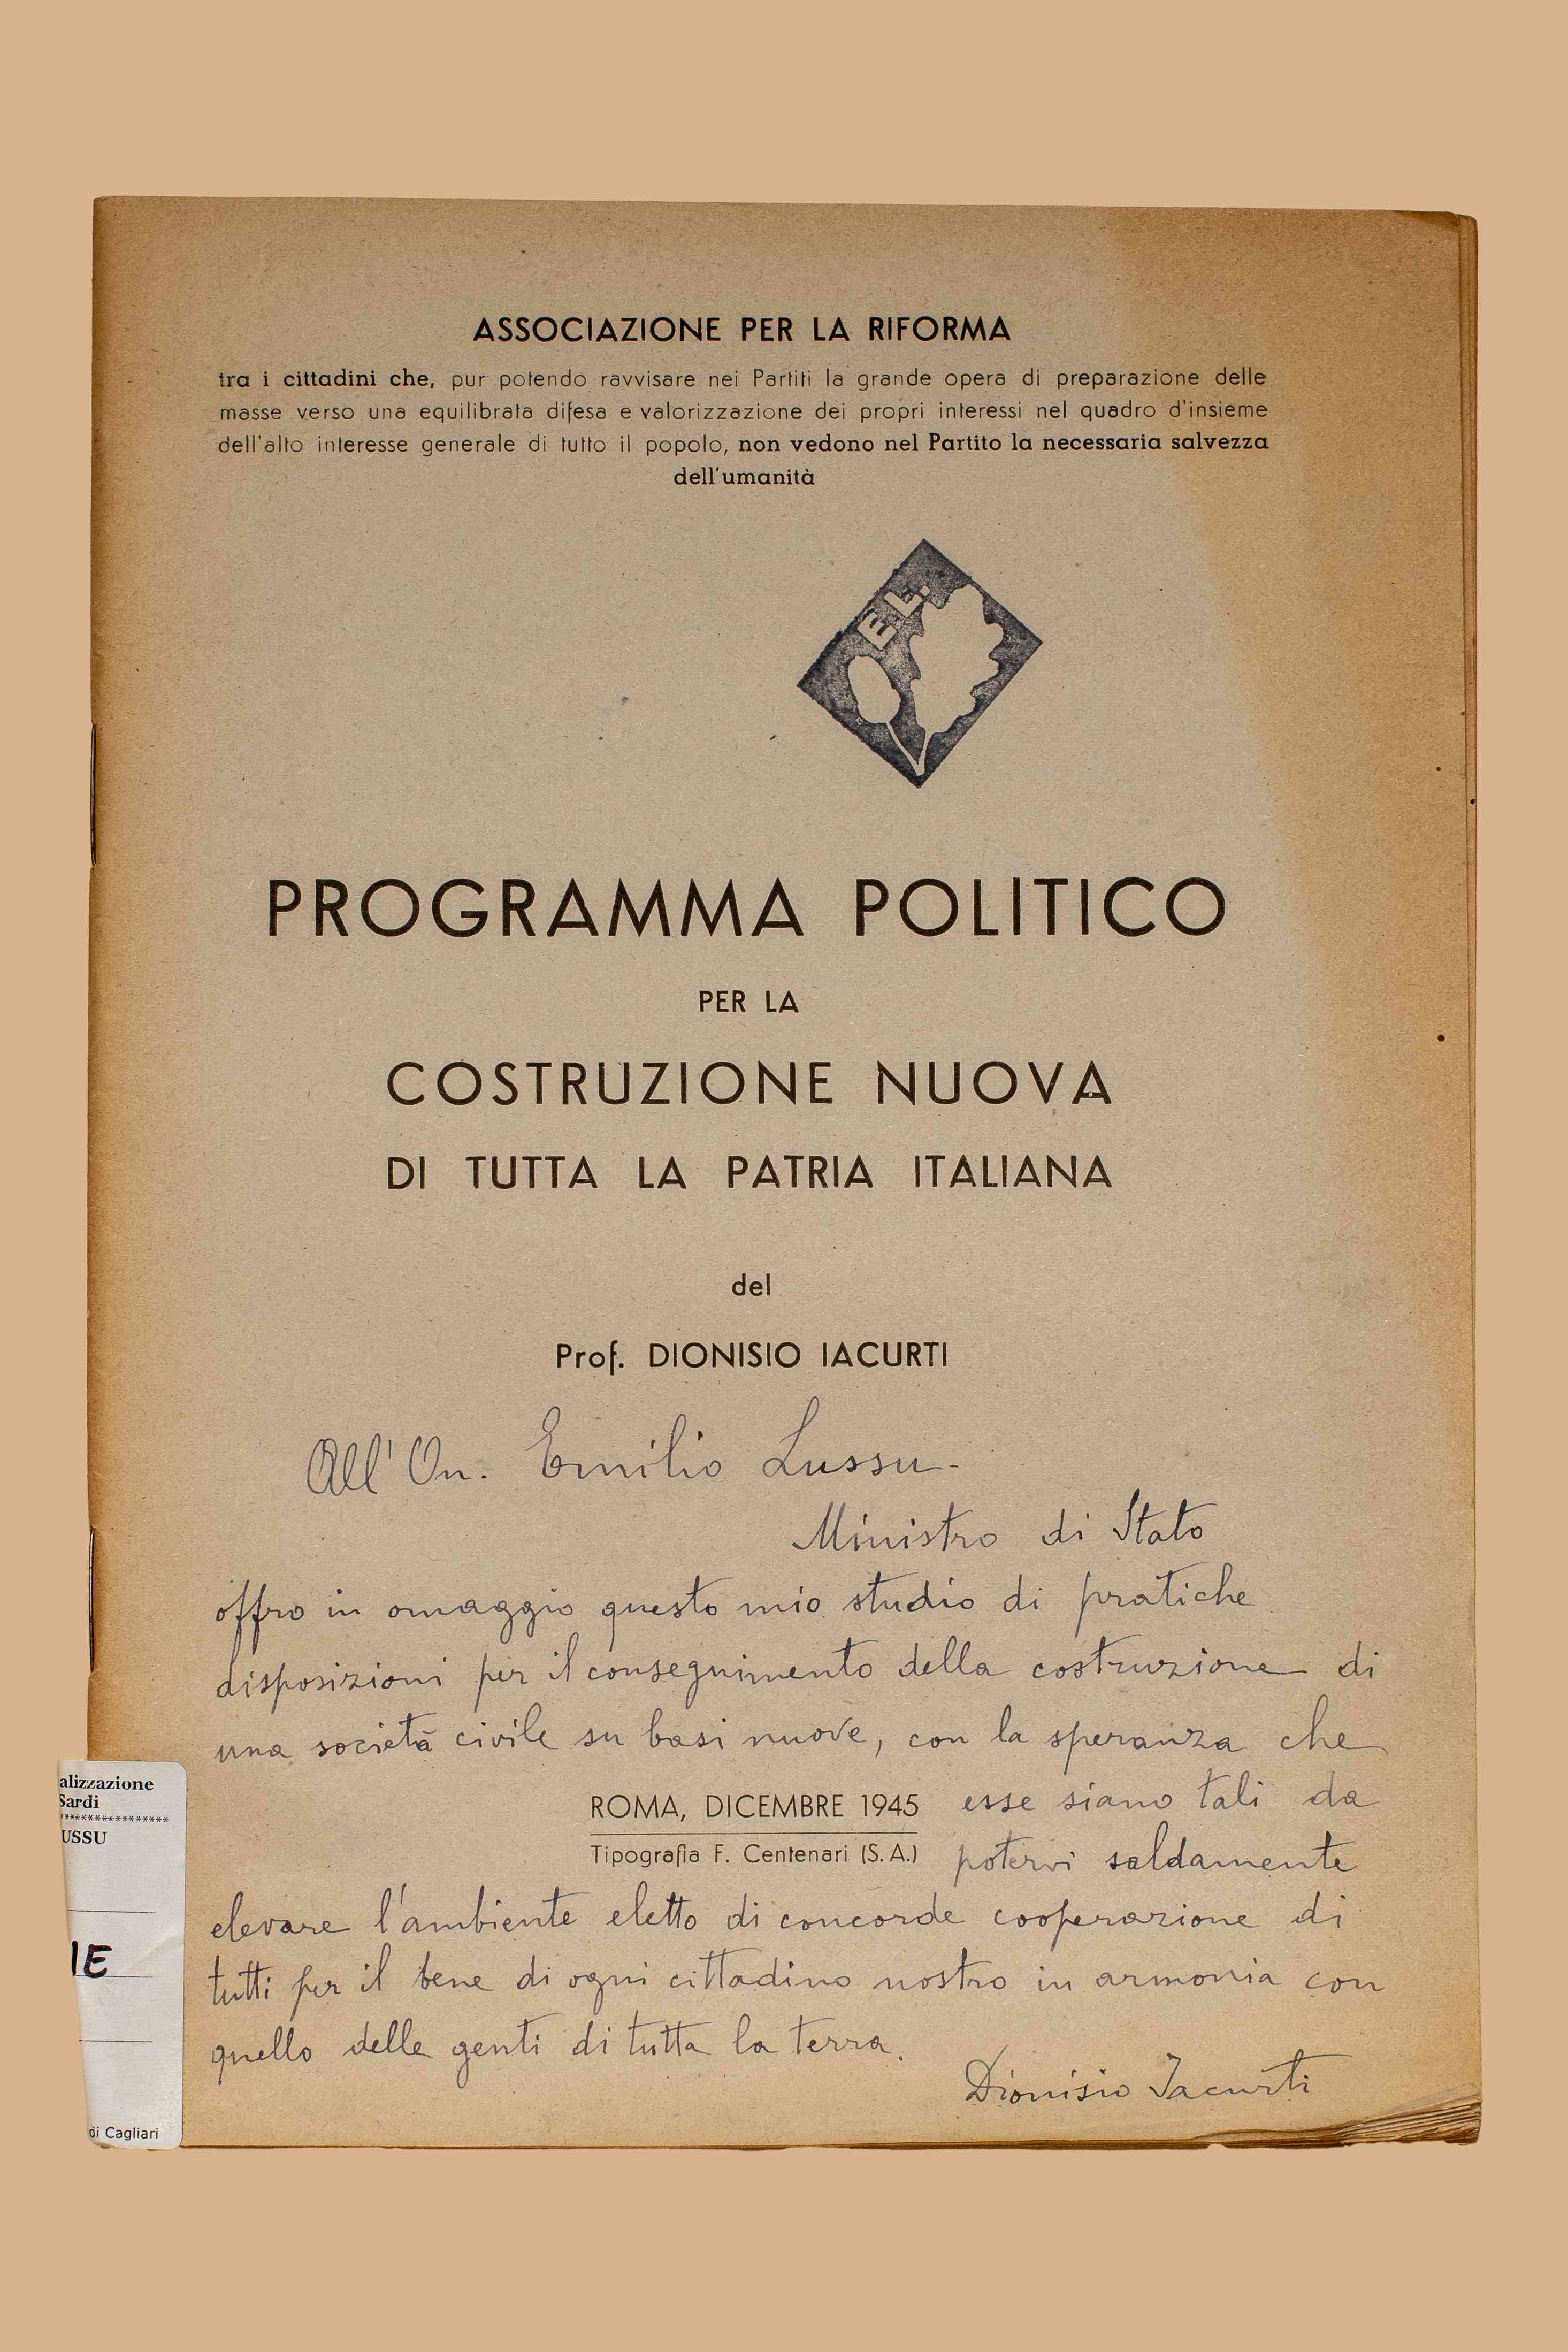 ASSOCIAZIONE PER LA RIFORMA
tra i cittadini che, pur potendo ravvisare nei Partiti la grande opera di preparazione delle
masse verso una equilibrata difesa e valorizzazione dei propri interessi nel quadro d'insieme
dell'alto interesse generale di tutto il popolo, non vedono nel Partito la necessaria salvezza
dell'umanità
E.L.
PROGRAMMA POLITICO
PER LA
COSTRUZIONE NUOVA
DI TUTTA LA PATRIA ITALIANA
del
Prof. DIONISIO IACURTI
All' On. Emilio Lussu-
Ministro di Stato
offro in omaggio questo mio studio di pratiche
disposizioni per il conseguimento della costruzione di
una società civile su basi nuove, con la speranza che
ROMA, DICEMBRE 1945 esse siano tali da
Tipografia F. Centenari (S. A.) potervi saldamente
elevare l'ambiente eletto di concorde cooperazione di
tutti per il bene di ogni cittadino nostro in armonia con
quello delle genti di tutta la terra.
Dionisio Iacurti
alizzazione
Sardi
******************
USSU
IE
di Cagliari